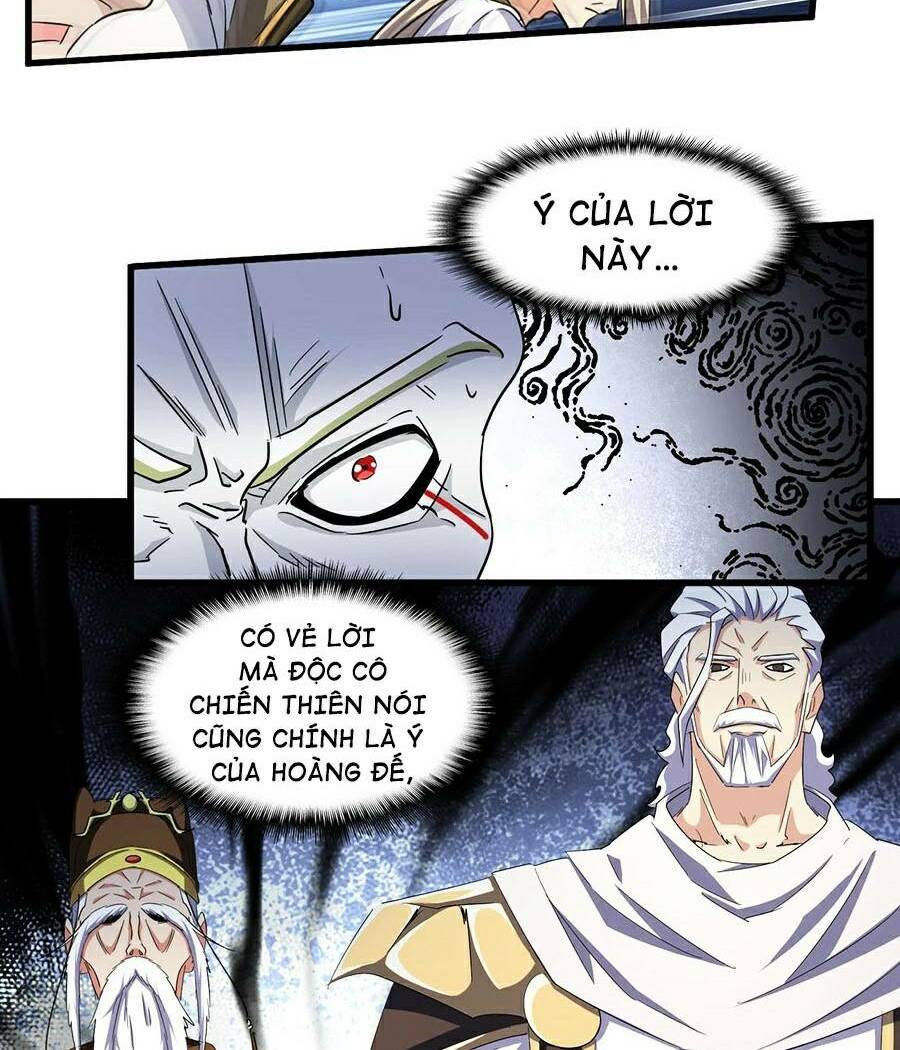 Ý CỦA LỜI
NÀY...
CÓ VẺ LỜI
MÀ ĐỘC CÔ
CHIẾN THIÊN NÓI
CŨNG CHÍNH LÀ Ý
CỦA HOÀNG ĐẾ,